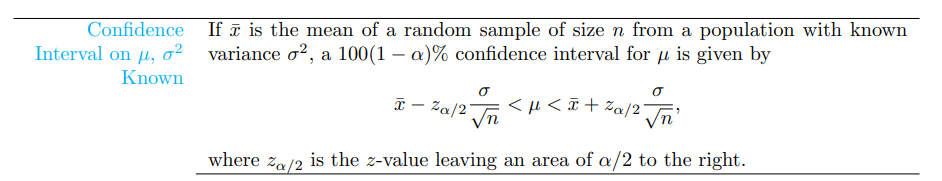 Confidence
Interval on μ, σ²
Known
If x̄ is the mean of a random sample of size n from a population with known
variance σ², a 100(1 − α)% confidence interval for μ is given by
x̄ − z_{α/2} σ/√n < μ < x̄ + z_{α/2} σ/√n,
where z_{α/2} is the z-value leaving an area of α/2 to the right.